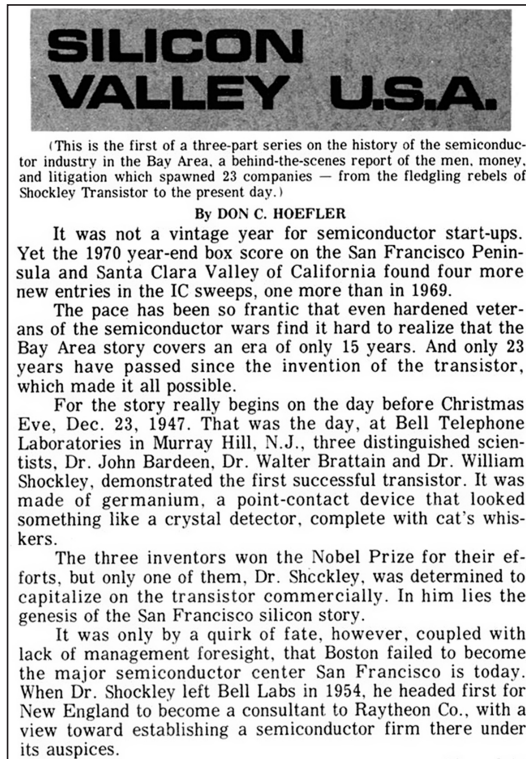 SILICON
VALLEY U.S.A.
(This is the first of a three-part series on the history of the semiconduc-
tor industry in the Bay Area, a behind-the-scenes report of the men, money,
and litigation which spawned 23 companies — from the fledgling rebels of
Shockley Transistor to the present day.)
By DON C. HOEFLER
It was not a vintage year for semiconductor start-ups.
Yet the 1970 year-end box score on the San Francisco Penin-
sula and Santa Clara Valley of California found four more
new entries in the IC sweeps, one more than in 1969.
The pace has been so frantic that even hardened veter-
ans of the semiconductor wars find it hard to realize that the
Bay Area story covers an era of only 15 years. And only 23
years have passed since the invention of the transistor,
which made it all possible.
For the story really begins on the day before Christmas
Eve, Dec. 23, 1947. That was the day, at Bell Telephone
Laboratories in Murray Hill, N.J., three distinguished scien-
tists, Dr. John Bardeen, Dr. Walter Brattain and Dr. William
Shockley, demonstrated the first successful transistor. It was
made of germanium, a point-contact device that looked
something like a crystal detector, complete with cat's whis-
kers.
The three inventors won the Nobel Prize for their ef-
forts, but only one of them, Dr. Shockley, was determined to
capitalize on the transistor commercially. In him lies the
genesis of the San Francisco silicon story.
It was only by a quirk of fate, however, coupled with
lack of management foresight, that Boston failed to become
the major semiconductor center San Francisco is today.
When Dr. Shockley left Bell Labs in 1954, he headed first for
New England to become a consultant to Raytheon Co., with a
view toward establishing a semiconductor firm there under
its auspices.